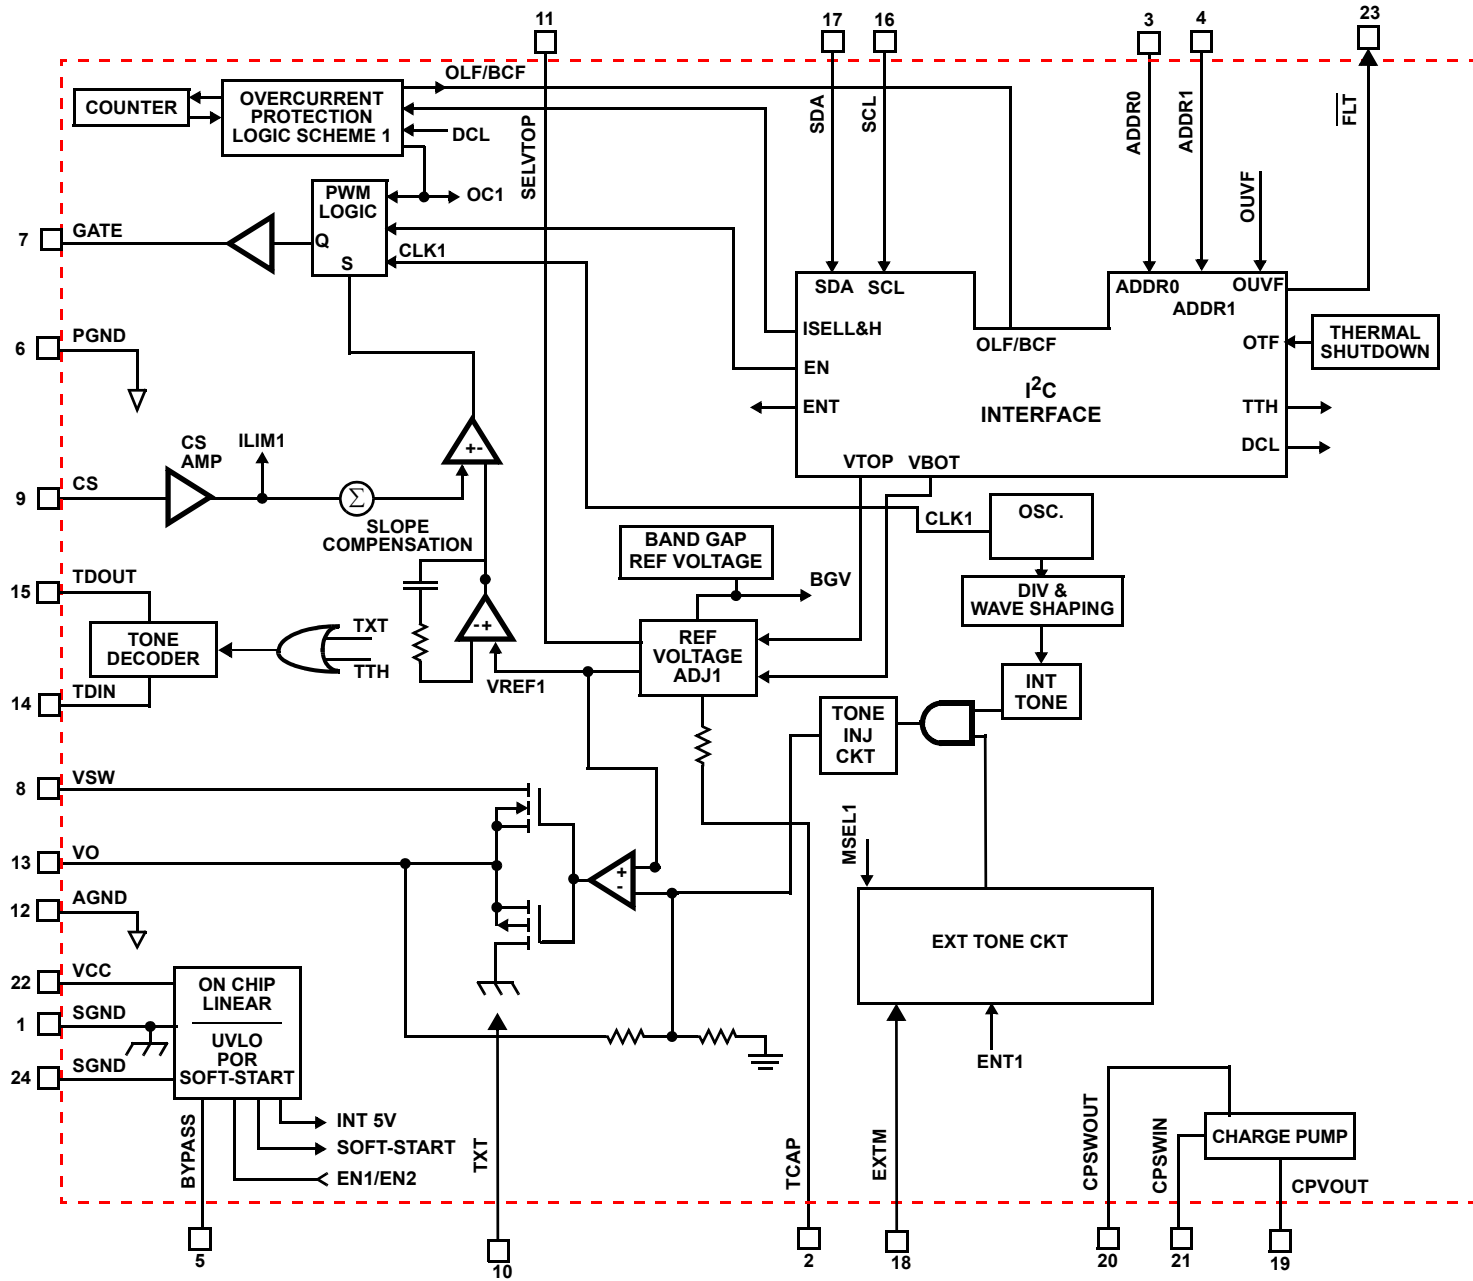 11
17
16
3
4
23
OLF/BCF
COUNTER
OVERCURRENT
PROTECTION
LOGIC SCHEME 1
DCL
SELVTOP
SDA
SCL
ADDR0
ADDR1
FLT
OUVF
PWM
LOGIC
Q
S
OC1
CLK1
7
GATE
6
PGND
SDA
SCL
ADDR0
ADDR1
OUVF
ISELL&H
OLF/BCF
OTF
THERMAL
SHUTDOWN
EN
ENT
I2C
INTERFACE
TTH
DCL
VTOP
VBOT
CS
AMP
ILIM1
+-
9
CS
Σ
SLOPE
COMPENSATION
CLK1
OSC.
BAND GAP
REF VOLTAGE
BGV
DIV &
WAVE SHAPING
15
TDOUT
TONE
DECODER
TXT
TTH
-+
VREF1
REF
VOLTAGE
ADJ1
INT
TONE
14
TDIN
TONE
INJ
CKT
8
VSW
13
VO
+
-
MSEL1
12
AGND
EXT TONE CKT
22
VCC
ON CHIP
LINEAR
1
SGND
UVLO
POR
SOFT-START
24
SGND
ENT1
INT 5V
SOFT-START
EN1/EN2
BYPASS
TXT
TCAP
EXTM
CPSWOUT
CPSWIN
CHARGE PUMP
CPVOUT
5
10
2
18
20
21
19